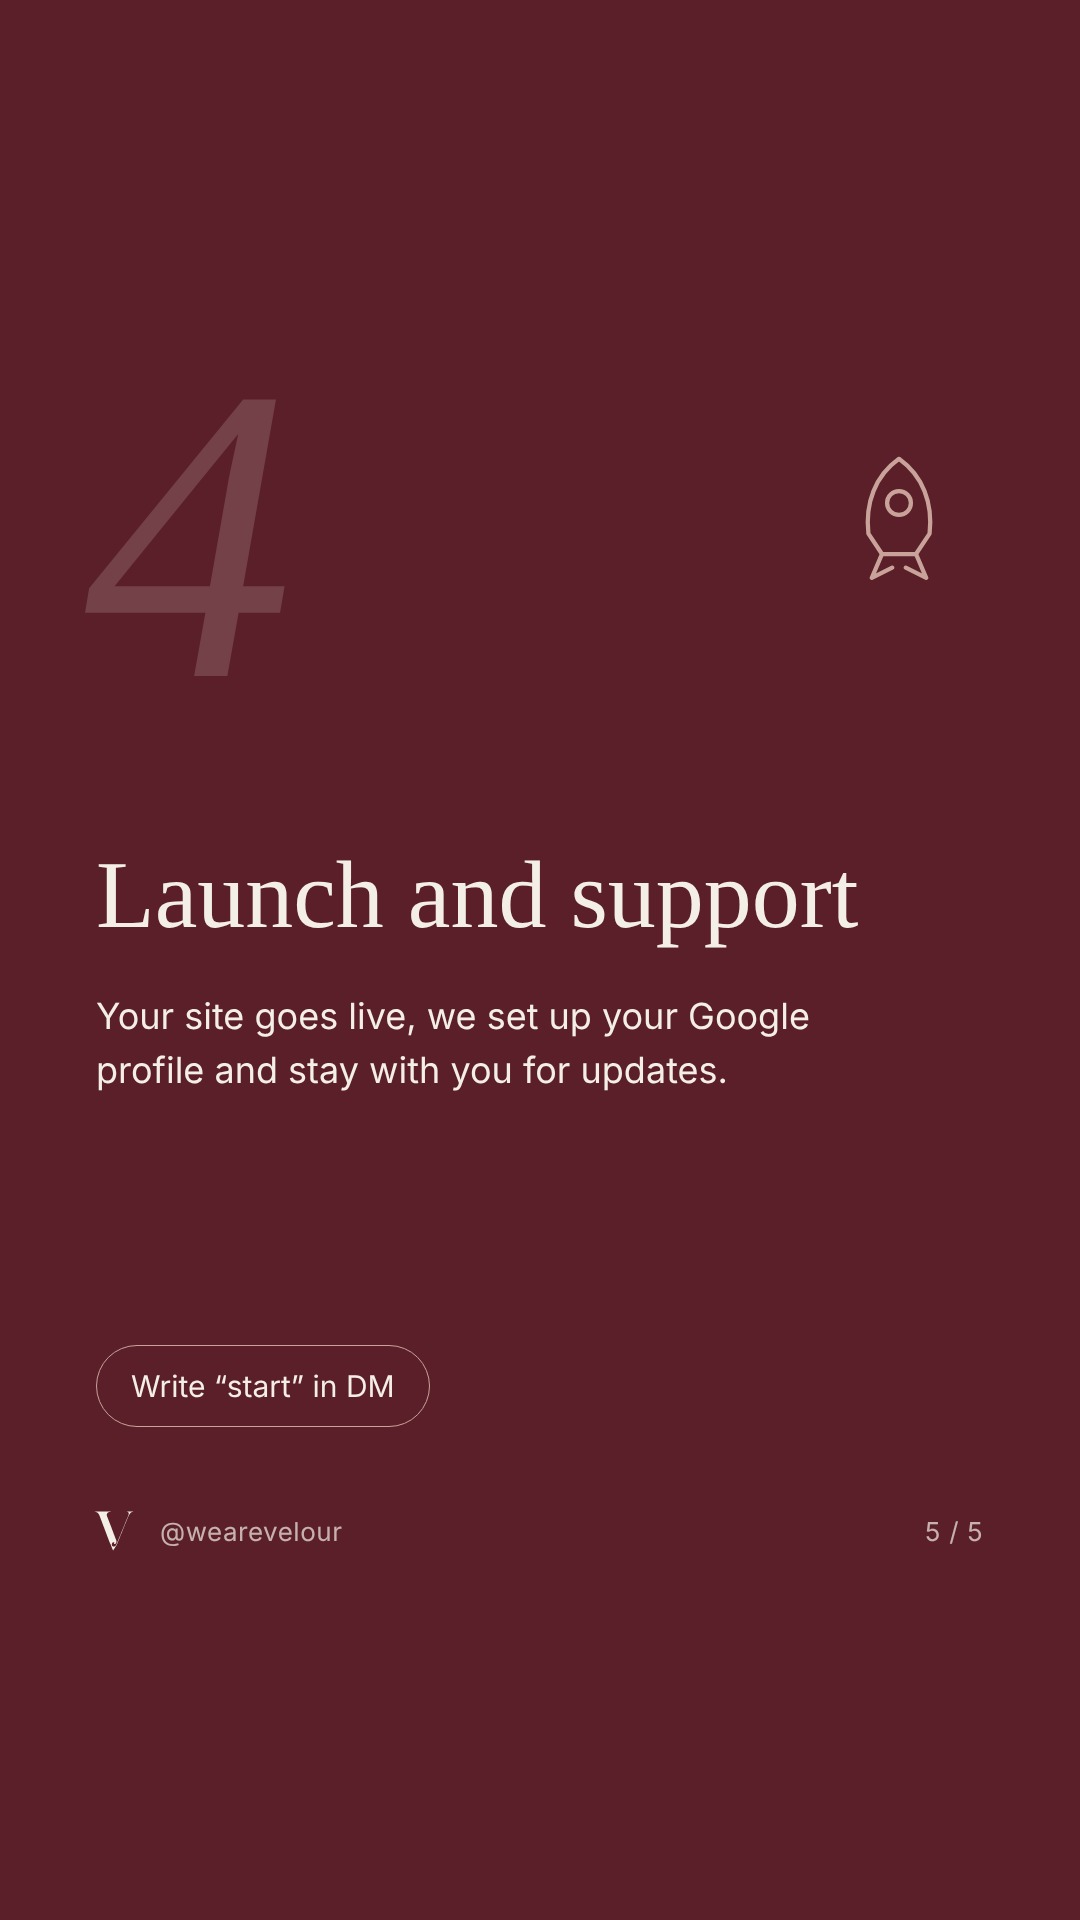 4
Launch and support
Your site goes live, we set up your Google
profile and stay with you for updates.
Write “start” in DM
V @wearevelour
5 / 5